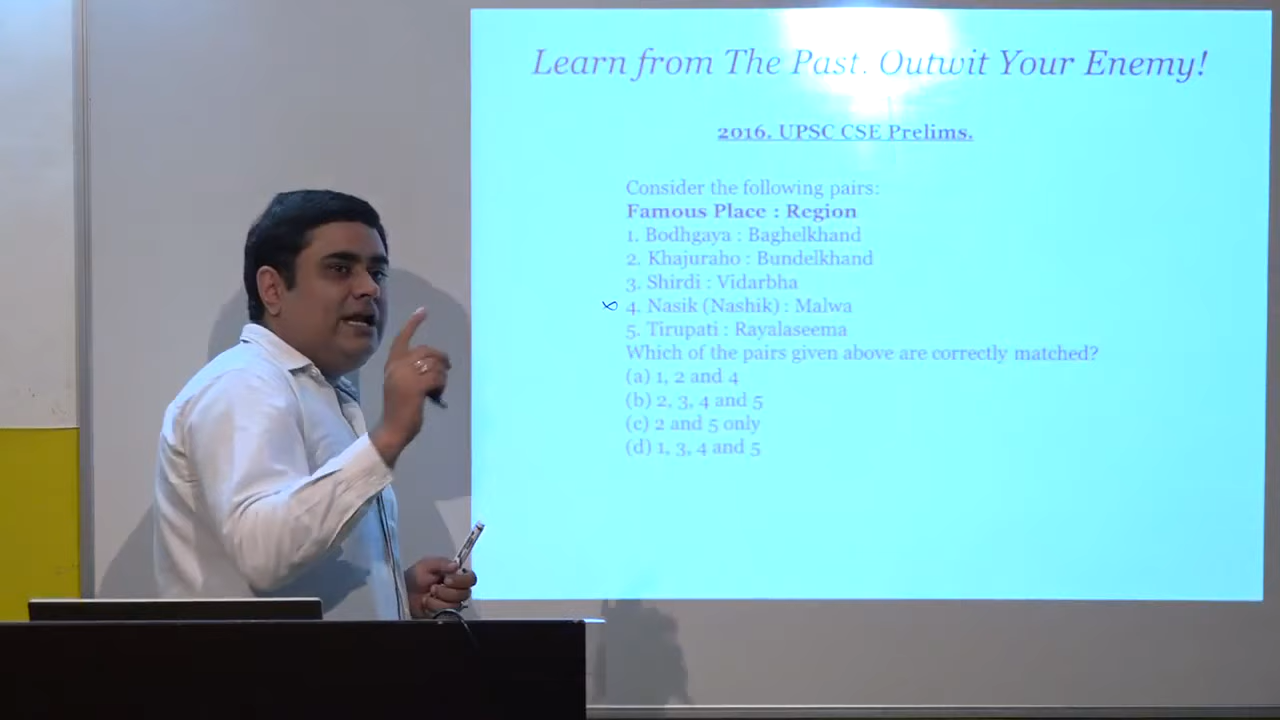 Learn from The Past. Outwit Your Enemy!
2016. UPSC CSE Prelims.
Consider the following pairs:
Famous Place : Region
1. Bodhgaya : Baghelkhand
2. Khajuraho : Bundelkhand
3. Shirdi : Vidarbha
4. Nasik (Nashik) : Malwa
5. Tirupati : Rayalaseema
Which of the pairs given above are correctly matched?
(a) 1, 2 and 4
(b) 2, 3, 4 and 5
(c) 2 and 5 only
(d) 1, 3, 4 and 5